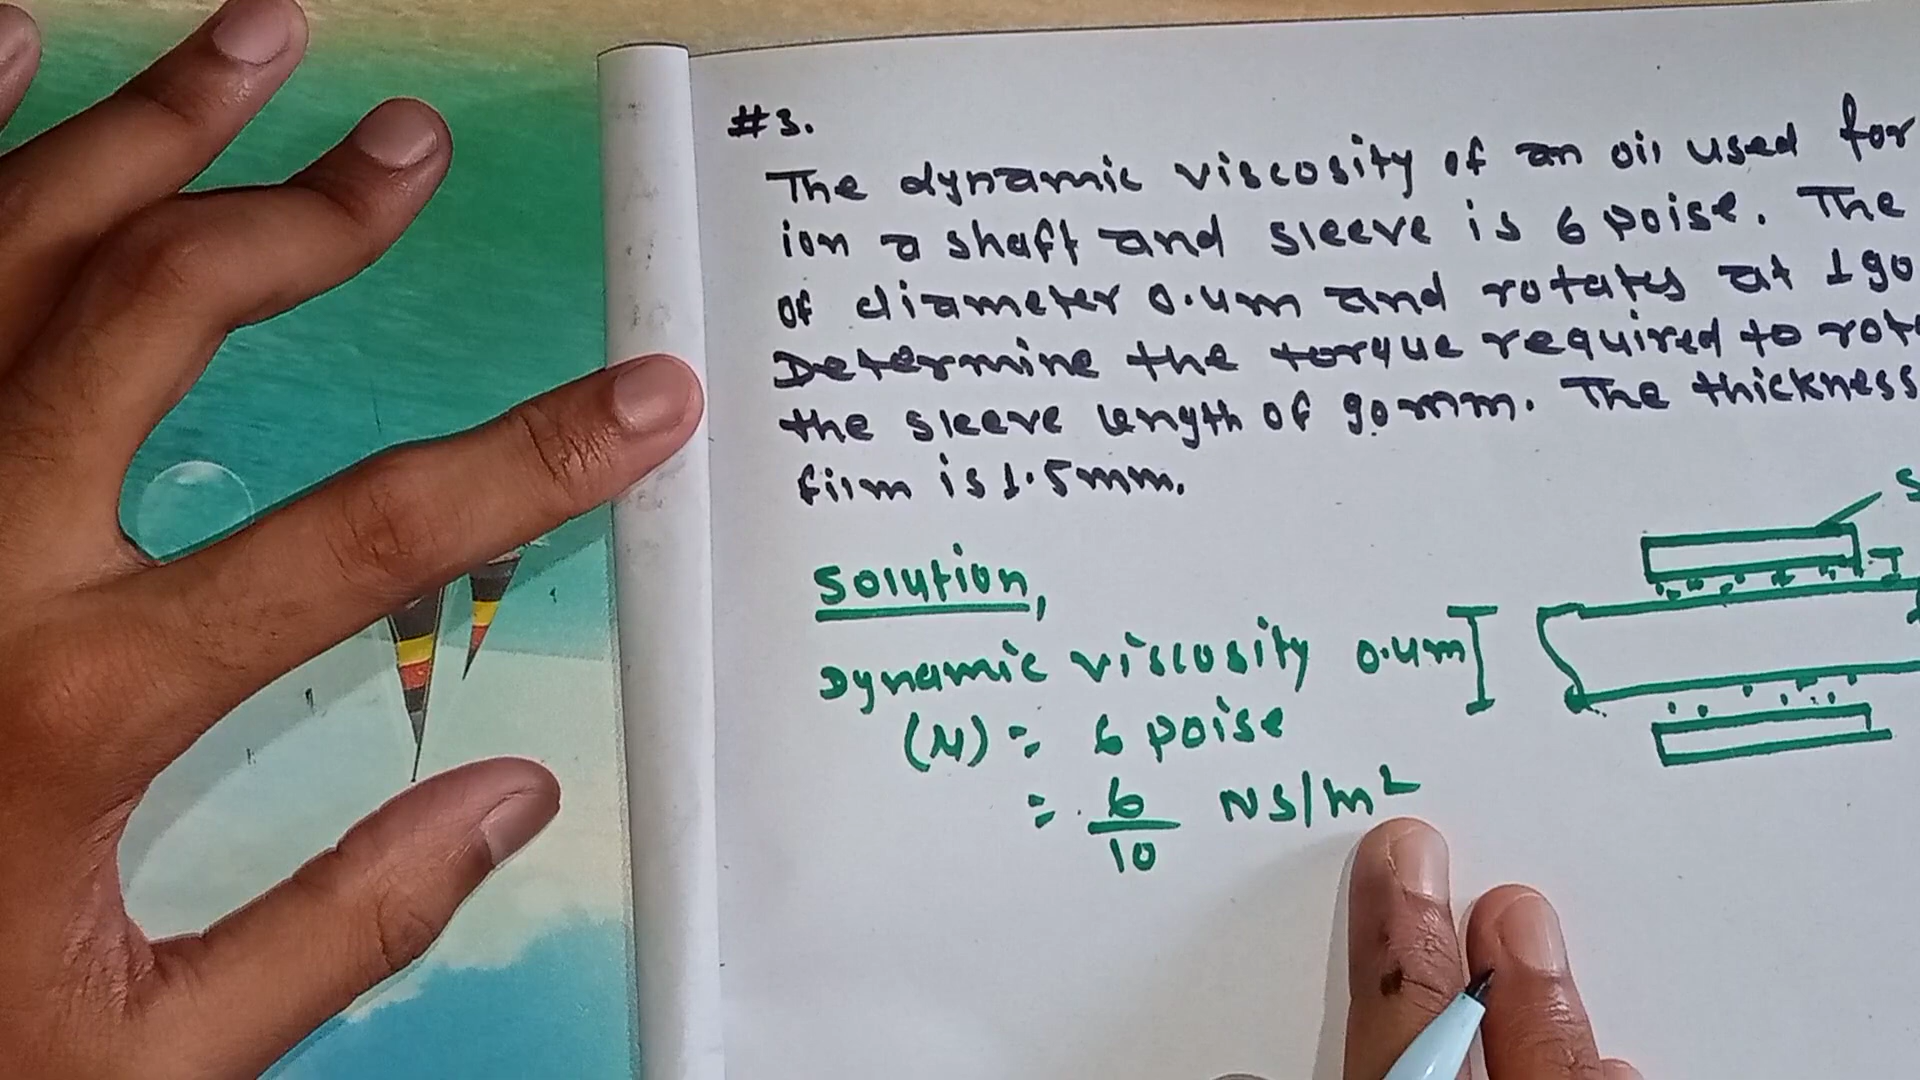 #3.
The dynamic viscosity of an oil used for
ion a shaft and sleeve is 6 poise. The
of diameter 0.4m and rotates at 190
Determine the torque required to rot
the sleeve length of 90mm. The thickness
film is 1.5mm.
Solution,
Dynamic viscosity
(μ) = 6 poise
= 6/10 NS/m²
0.4m
S